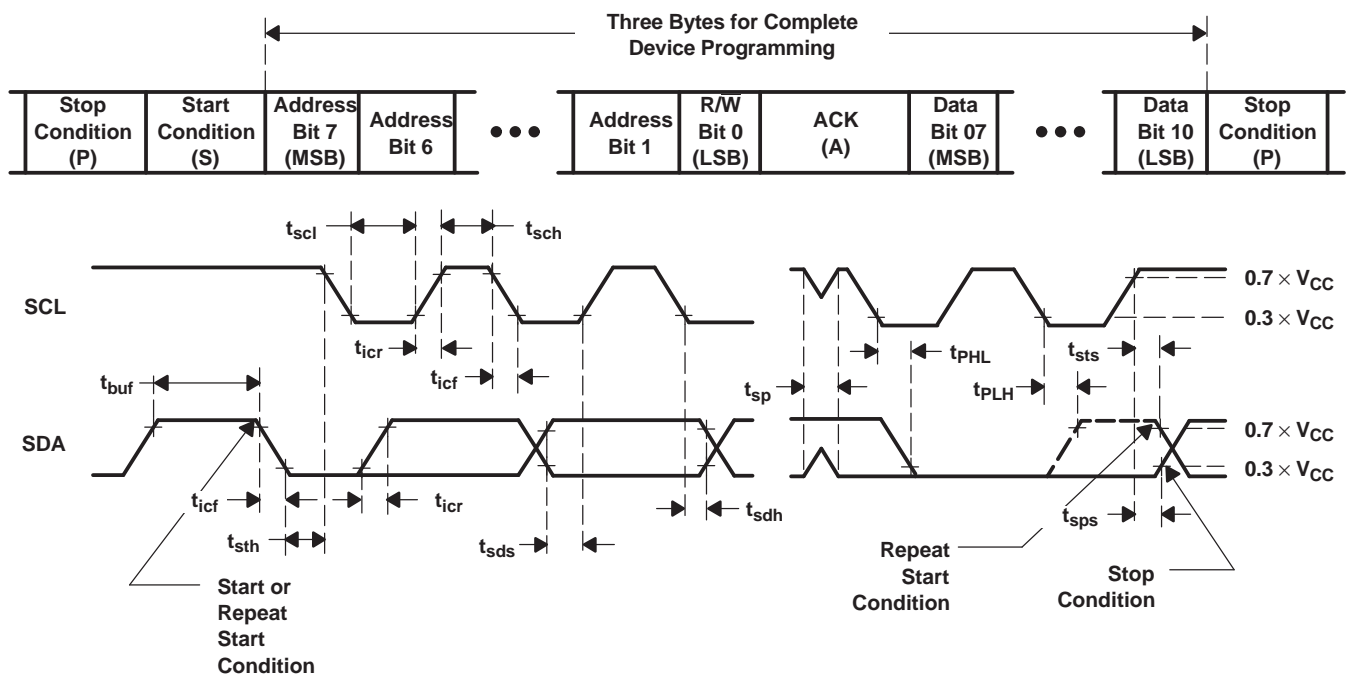 Three Bytes for Complete
Device Programming
Stop
Condition
(P)
Start
Condition
(S)
Address
Bit 7
(MSB)
Address
Bit 6
•••
Address
Bit 1
R/W̅
Bit 0
(LSB)
ACK
(A)
Data
Bit 07
(MSB)
•••
Data
Bit 10
(LSB)
Stop
Condition
(P)
tscl
tsch
SCL
0.7 × VCC
0.3 × VCC
ticr
ticf
tPHL
tsts
tbuf
tsp
tPLH
SDA
0.7 × VCC
0.3 × VCC
ticf
ticr
tsth
tsds
tsdh
tsps
Start or
Repeat
Start
Condition
Repeat
Start
Condition
Stop
Condition